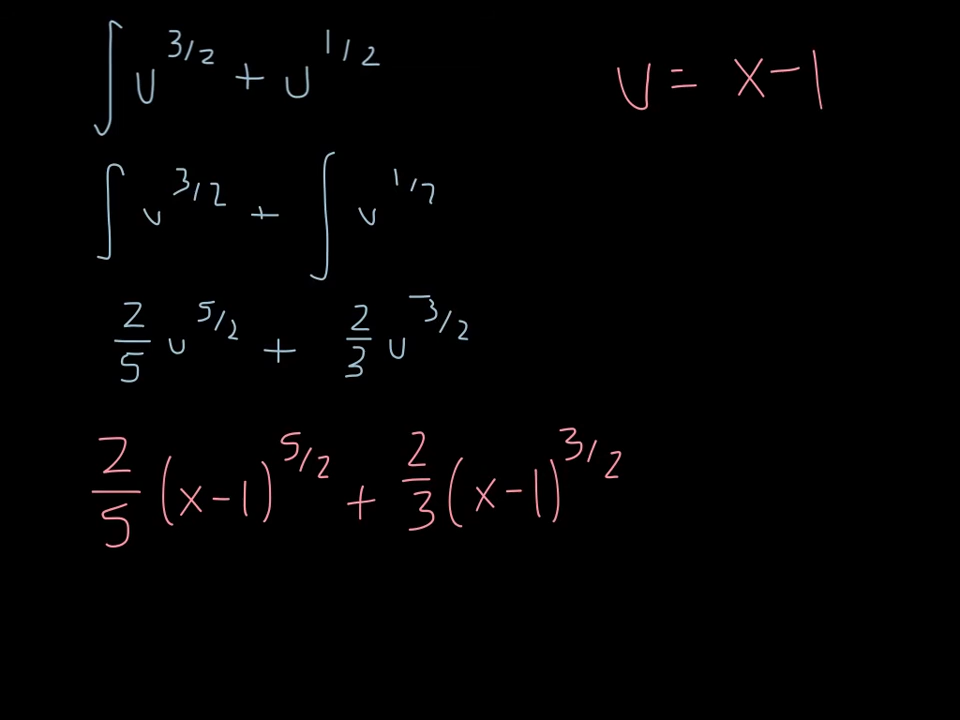 ∫ u^3/2 + u^1/2
u = x - 1
∫ u^3/2 + ∫ u^1/2
2/5 u^5/2 + 2/3 u^3/2
2/5 (x-1)^5/2 + 2/3 (x-1)^3/2